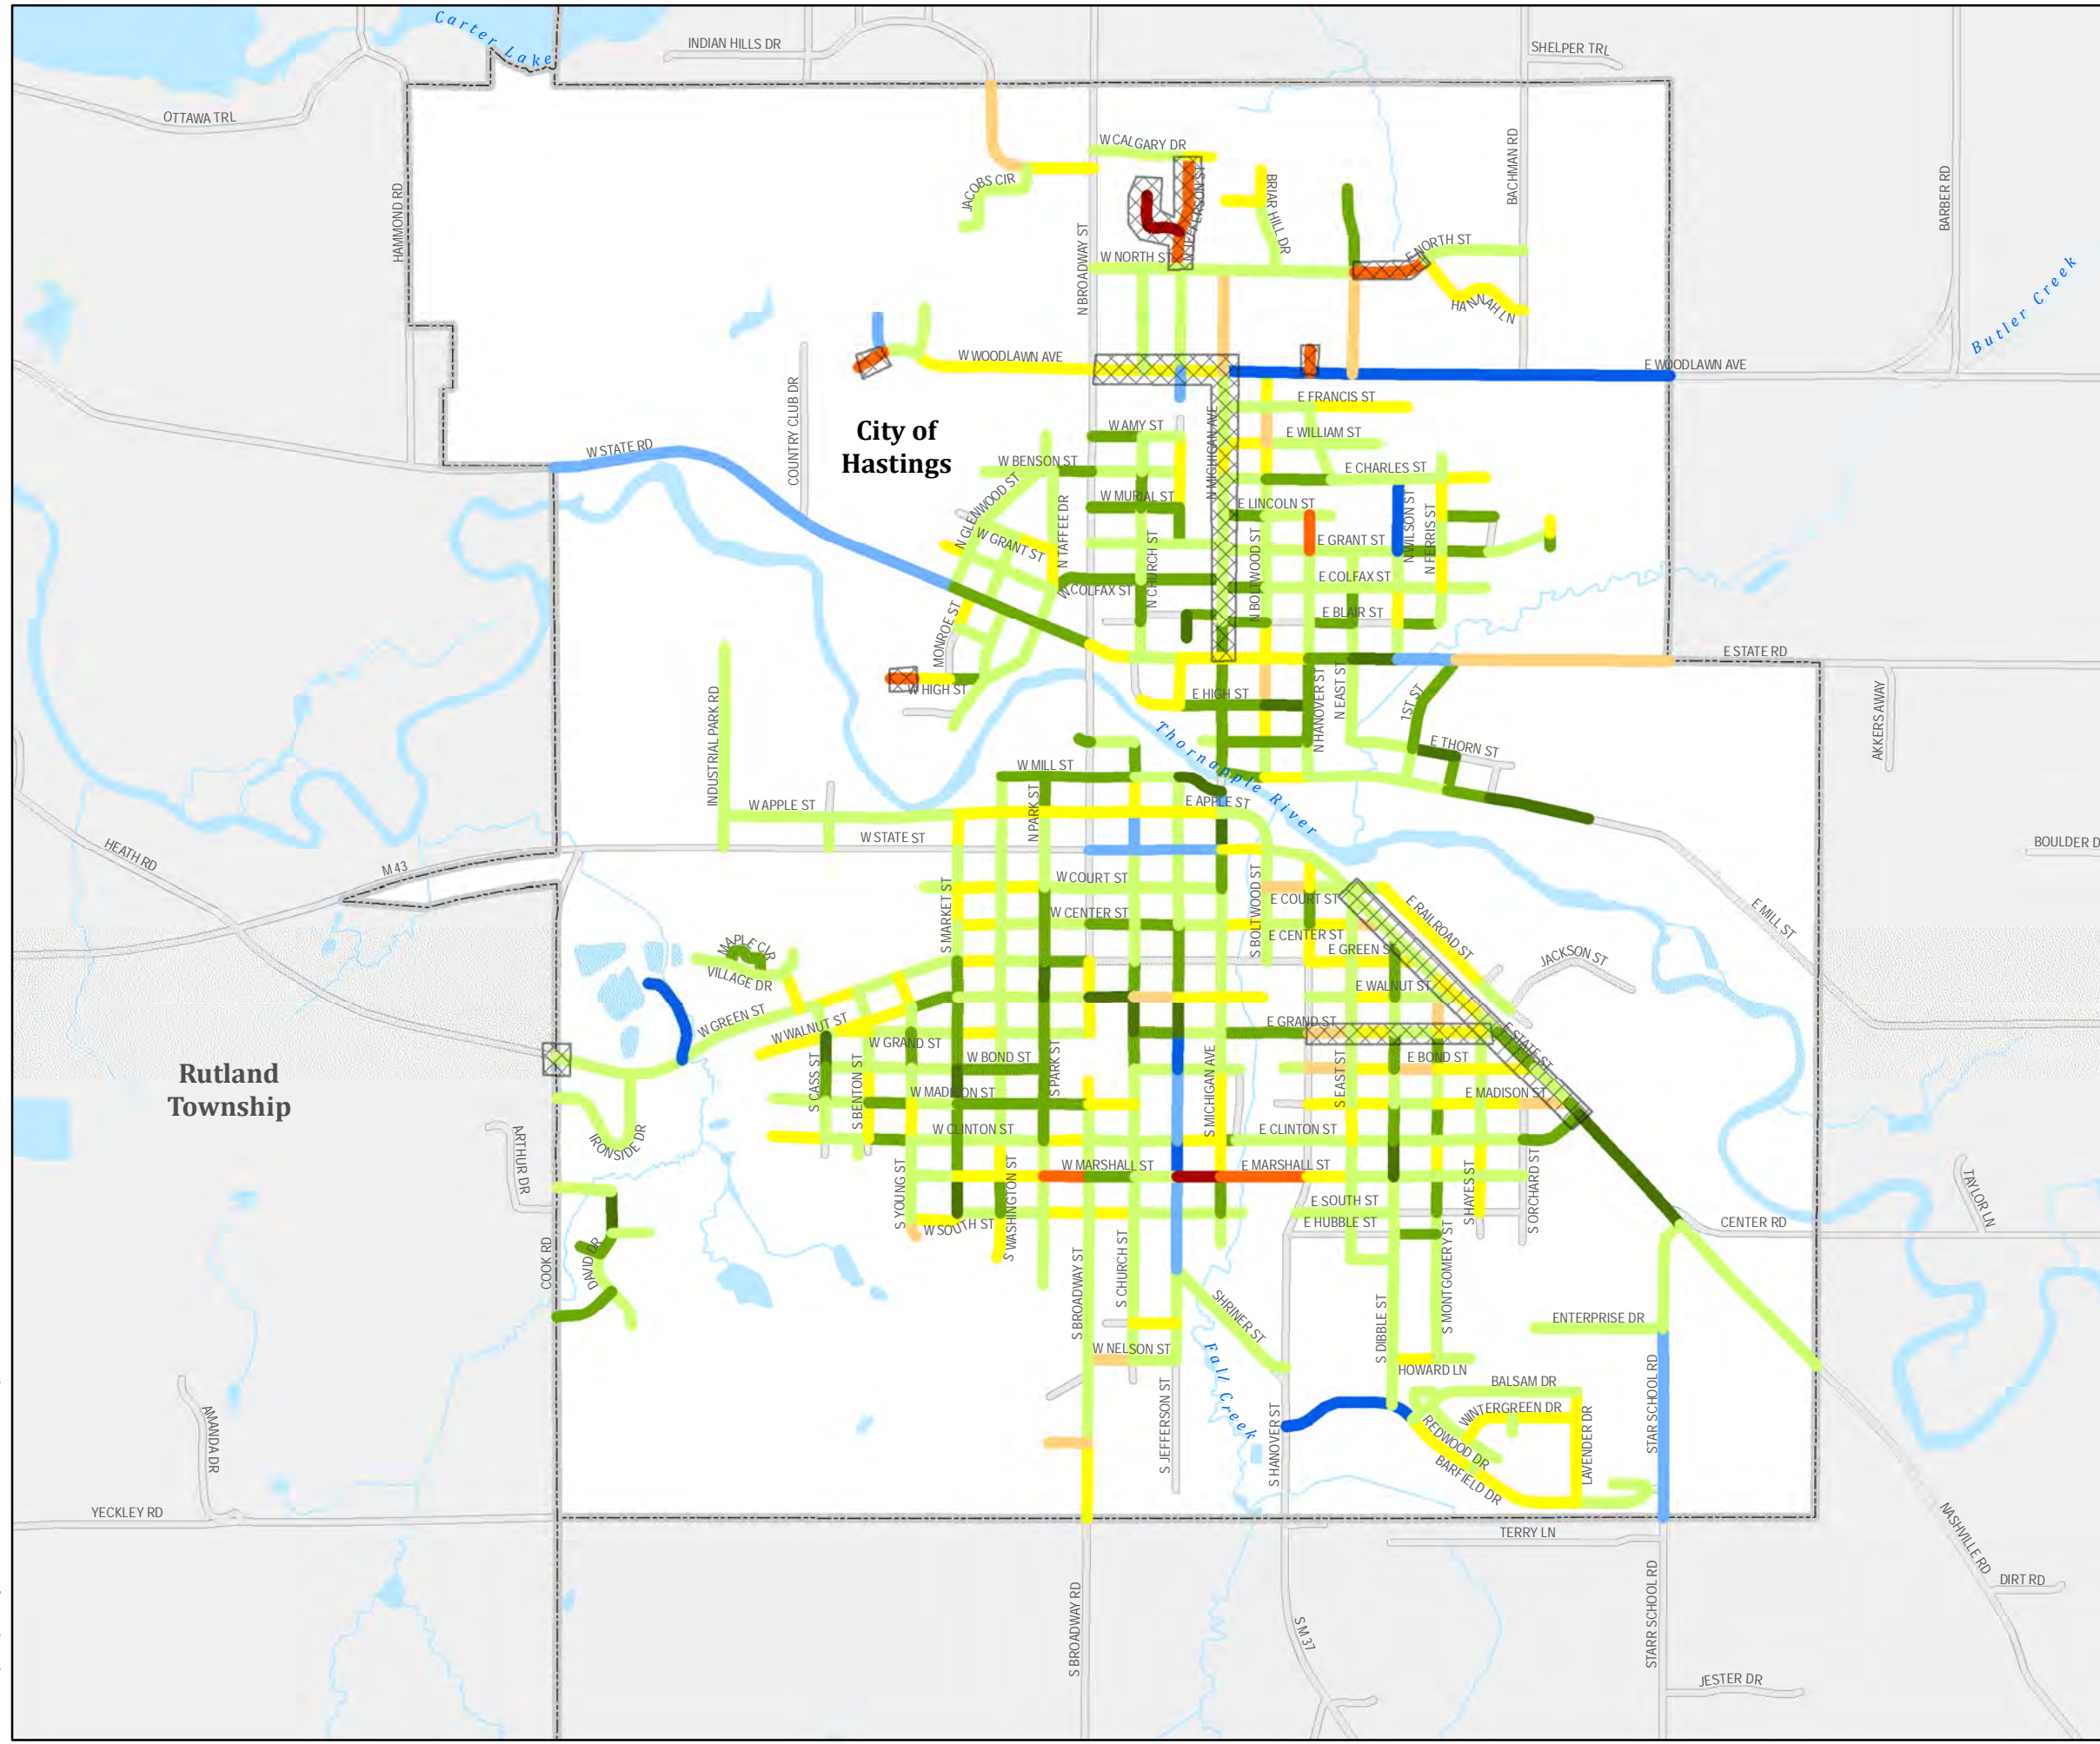 Carter Lake
INDIAN HILLS DR
SHELPER TRL
OTTAWA TRL
W CALGARY DR
BACHMAN RD
HAMMOND RD
JACOBS CIR
N JEFFERSON ST
BRIAR HILL DR
BARBER RD
N BROADWAY ST
W NORTH ST
E NORTH ST
HANNAH LN
Butler Creek
W WOODLAWN AVE
E WOODLAWN AVE
COUNTRY CLUB DR
E FRANCIS ST
City of
Hastings
W AMY ST
N MICHIGAN AVE
E WILLIAM ST
W STATE RD
W BENSON ST
E CHARLES ST
N GLENWOOD ST
W MURIAL ST
E LINCOLN ST
N TAFFEE DR
N WILSON ST
N FERRIS ST
W GRANT ST
N CHURCH ST
N BOLTWOOD ST
E GRANT ST
W COLFAX ST
E COLFAX ST
E BLAIR ST
MONROE ST
E STATE RD
W HIGH ST
E HIGH ST
N HANOVER ST
N EAST ST
1ST ST
INDUSTRIAL PARK RD
Thornapple River
E THORN ST
AKKERSAWAY
W MILL ST
W APPLE ST
N PARK ST
E APPLE ST
W STATE ST
HEATH RD
M 43
BOULDER D
W COURT ST
S MARKET ST
S BOLTWOOD ST
E COURT ST
W CENTER ST
E CENTER ST
E RAILROAD ST
E MILL ST
MAPLE CIR
VILLAGE DR
E GREEN ST
JACKSON ST
W GREEN ST
W WALNUT ST
E WALNUT ST
E GRAND ST
W GRAND ST
E STATE ST
Rutland
Township
S CASS ST
S BENTON ST
W BOND ST
S PARK ST
S MICHIGAN AVE
S EAST ST
E BOND ST
W MADISON ST
E MADISON ST
IRONSIDE DR
W CLINTON ST
E CLINTON ST
ARTHUR DR
W MARSHALL ST
E MARSHALL ST
S YOUNG ST
S WASHINGTON ST
S HAYES ST
S ORCHARD ST
TAYLOR LN
E SOUTH ST
W SOUTH ST
E HUBBLE ST
CENTER RD
COOK RD
DAVID DR
S BROADWAY ST
S CHURCH ST
SHRINER ST
S DIBBLE ST
S MONTGOMERY ST
ENTERPRISE DR
W NELSON ST
Fall Creek
HOWARD LN
BALSAM DR
STAR SCHOOL RD
AMANDA DR
S JEFFERSON ST
S HANOVER ST
WINTERGREEN DR
REDWOOD DR
LAVENDER DR
BARFIELD DR
YECKLEY RD
TERRY LN
NASHVILLE RD
DIRT RD
S BROADWAY RD
S M 37
STARR SCHOOL RD
JESTER DR